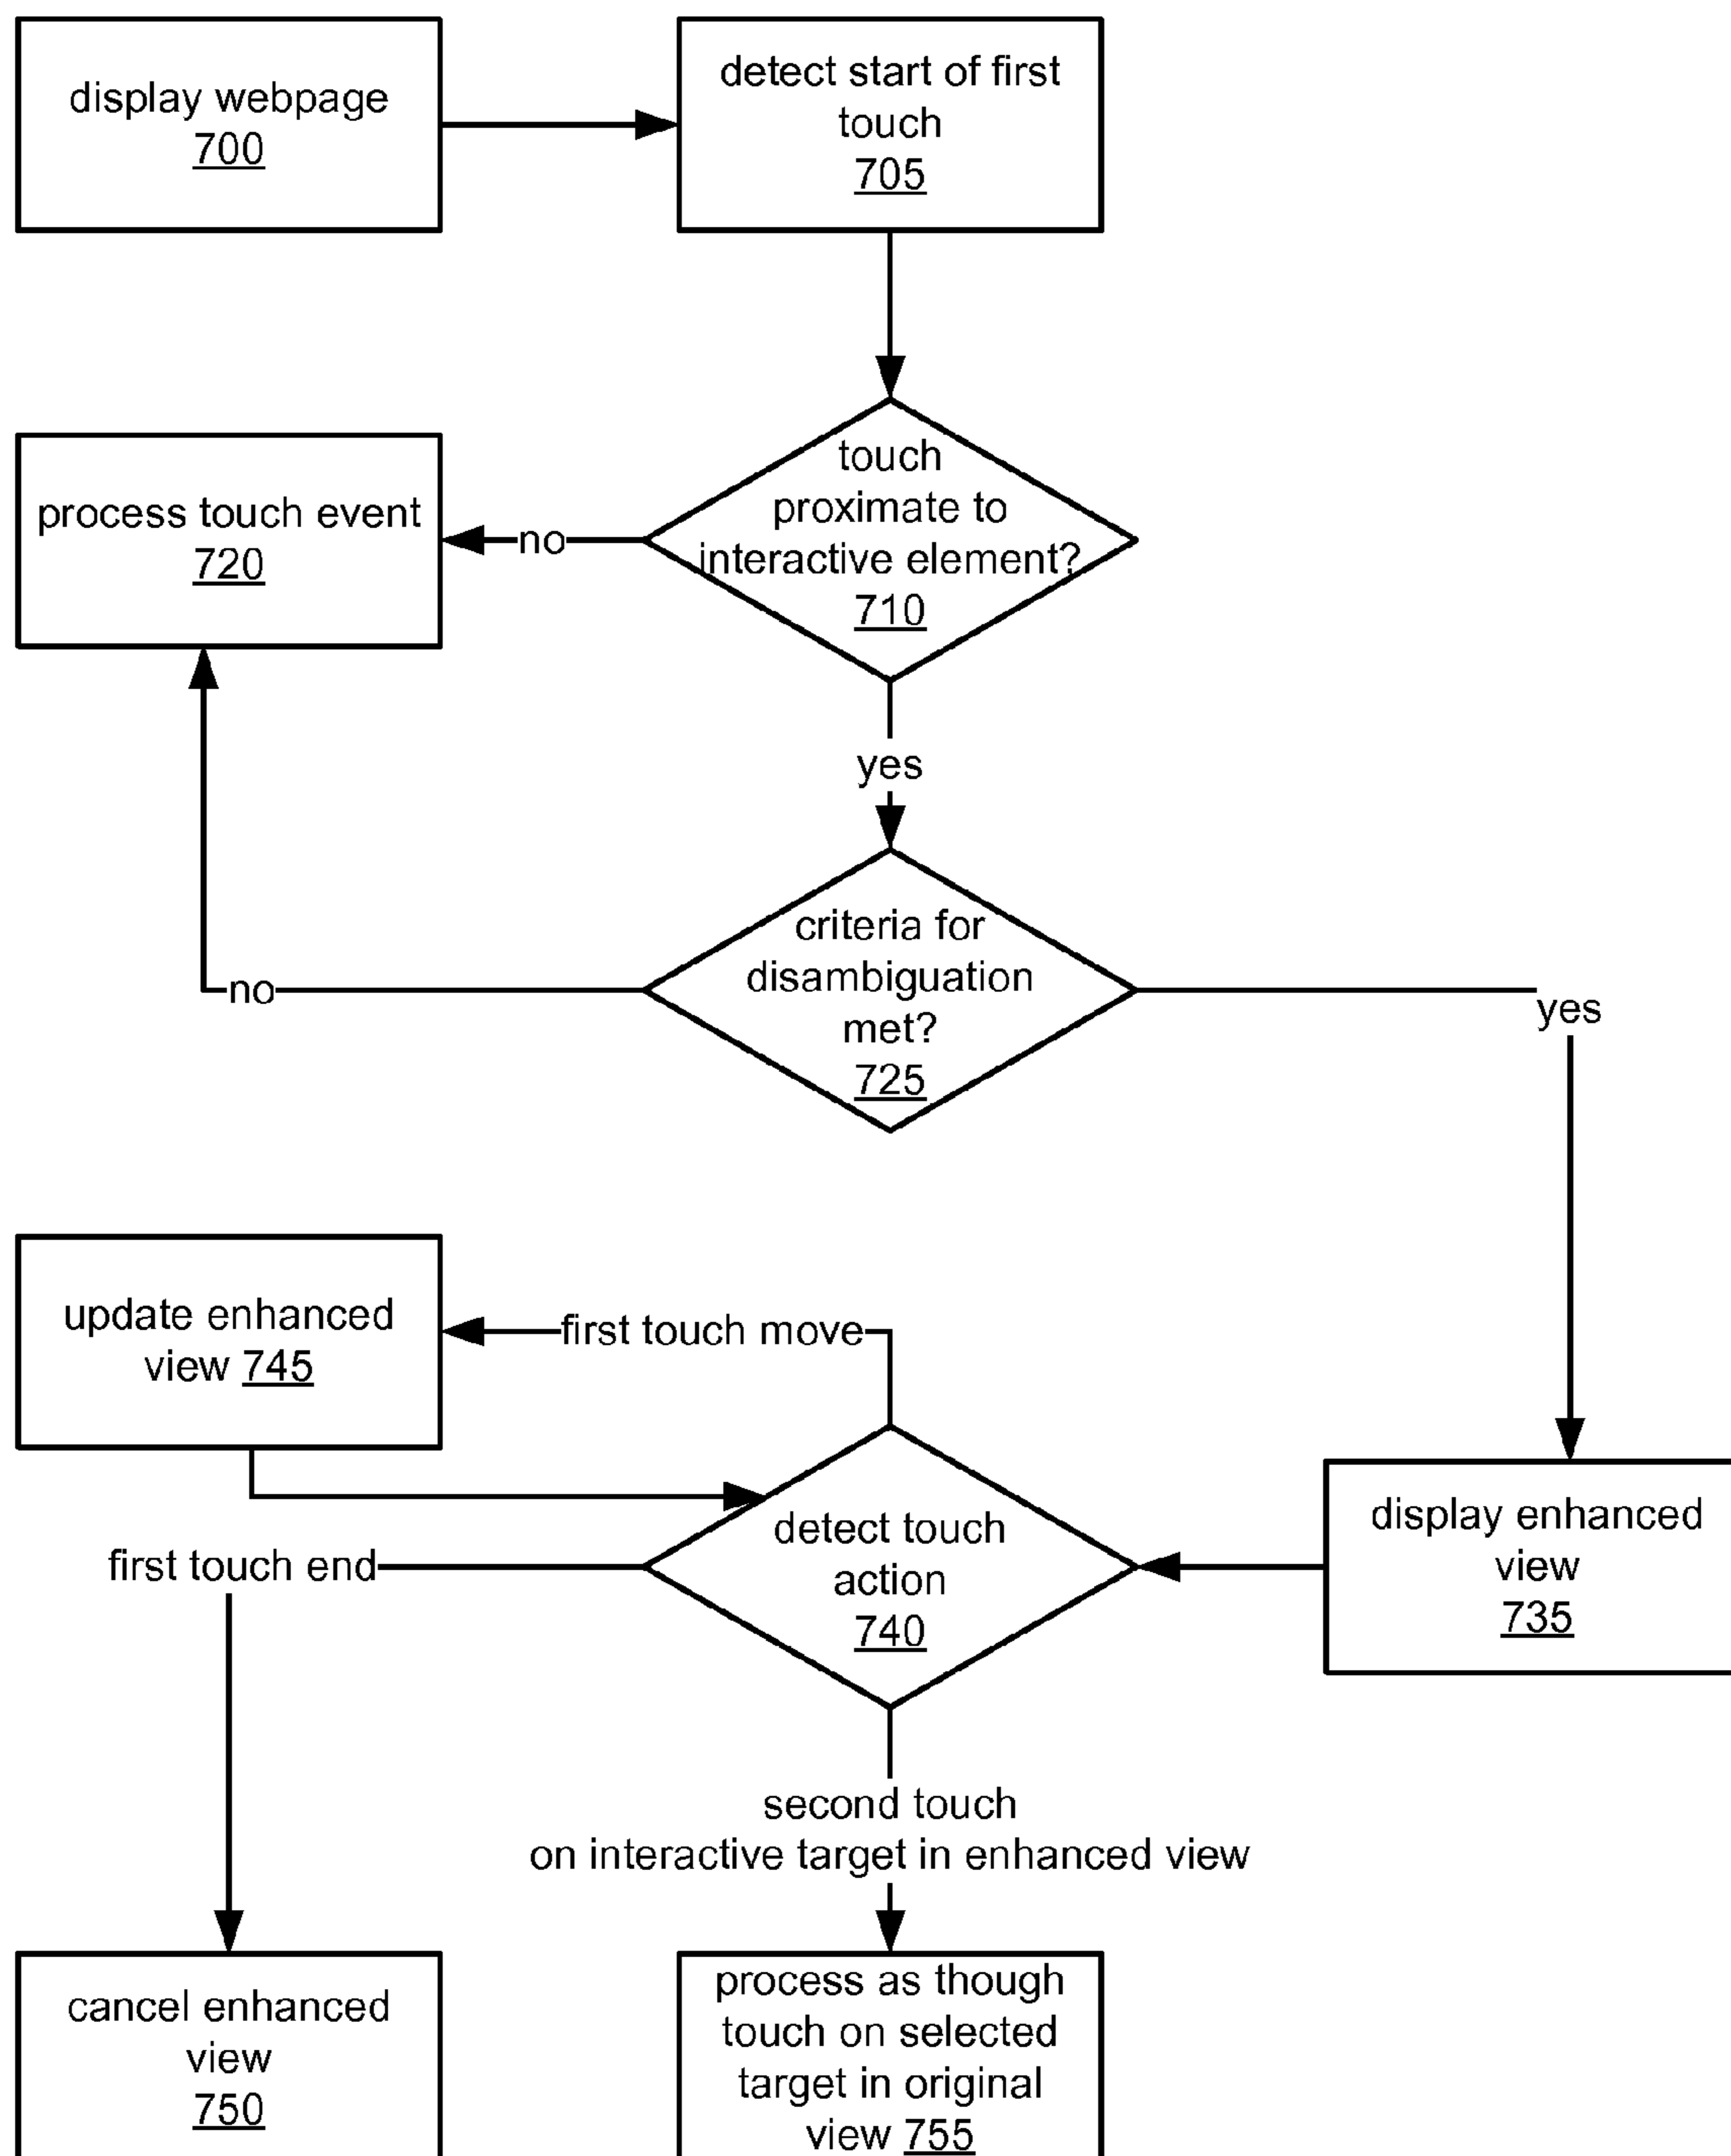 display webpage
700
detect start of first
touch
705
touch
proximate to
interactive element?
710
no
process touch event
720
yes
criteria for
disambiguation
met?
725
no
yes
update enhanced
view 745
first touch move
detect touch
action
740
display enhanced
view
735
first touch end
second touch
on interactive target in enhanced view
cancel enhanced
view
750
process as though
touch on selected
target in original
view 755